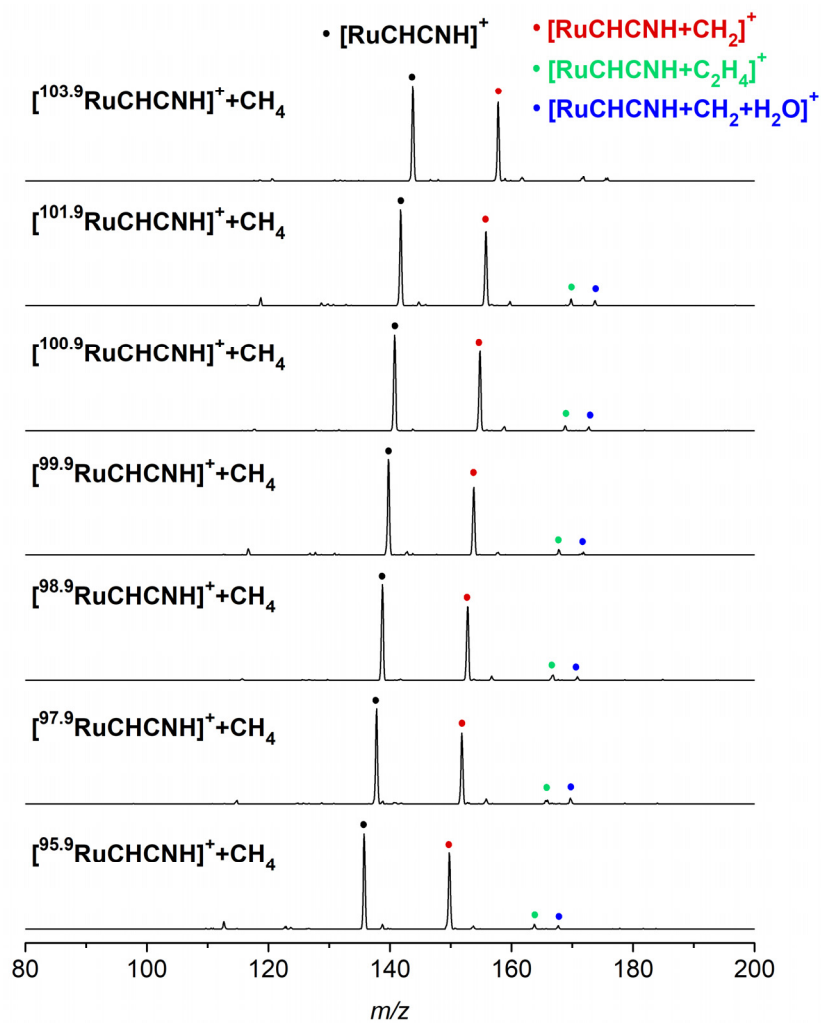 • [RuCHCNH]⁺
• [RuCHCNH+CH₂]⁺
• [RuCHCNH+C₂H₄]⁺
• [RuCHCNH+CH₂+H₂O]⁺
[¹⁰³·⁹RuCHCNH]⁺+CH₄
[¹⁰¹·⁹RuCHCNH]⁺+CH₄
[¹⁰⁰·⁹RuCHCNH]⁺+CH₄
[⁹⁹·⁹RuCHCNH]⁺+CH₄
[⁹⁸·⁹RuCHCNH]⁺+CH₄
[⁹⁷·⁹RuCHCNH]⁺+CH₄
[⁹⁵·⁹RuCHCNH]⁺+CH₄
80 100 120 140 160 180 200
m/z